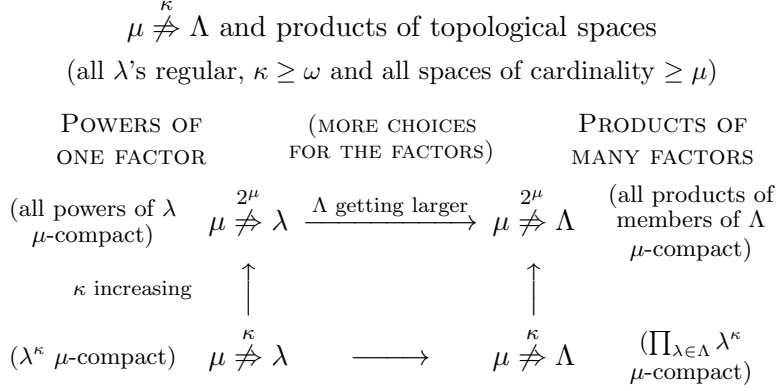 μ ⇏^κ Λ and products of topological spaces
(all λ's regular, κ ≥ ω and all spaces of cardinality ≥ μ)
POWERS OF ONE FACTOR
(MORE CHOICES FOR THE FACTORS)
PRODUCTS OF MANY FACTORS
(all powers of λ μ-compact) μ ⇏^{2^μ} λ Λ getting larger ⟶ μ ⇏^{2^μ} Λ (all products of members of Λ μ-compact)
κ increasing ↑ ↑
(λ^κ μ-compact) μ ⇏^κ λ ⟶ μ ⇏^κ Λ (∏_{λ∈Λ} λ^κ μ-compact)